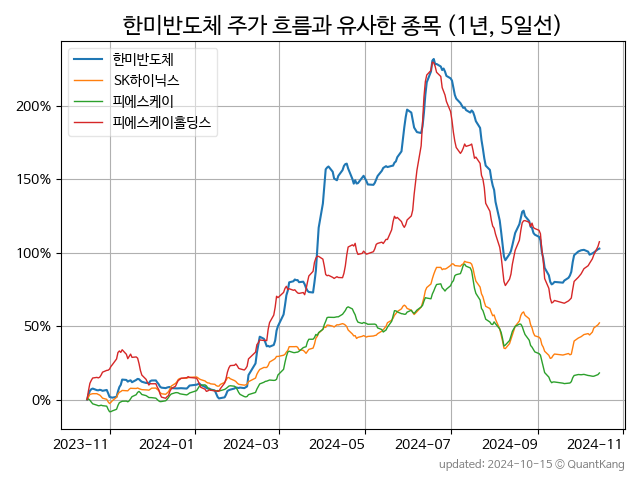 한미반도체 주가 흐름과 유사한 종목 (1년, 5일선)
한미반도체
SK하이닉스
피에스케이
피에스케이홀딩스
200%
150%
100%
50%
0%
2023-11 2024-01 2024-03 2024-05 2024-07 2024-09 2024-11
updated: 2024-10-15 © QuantKang